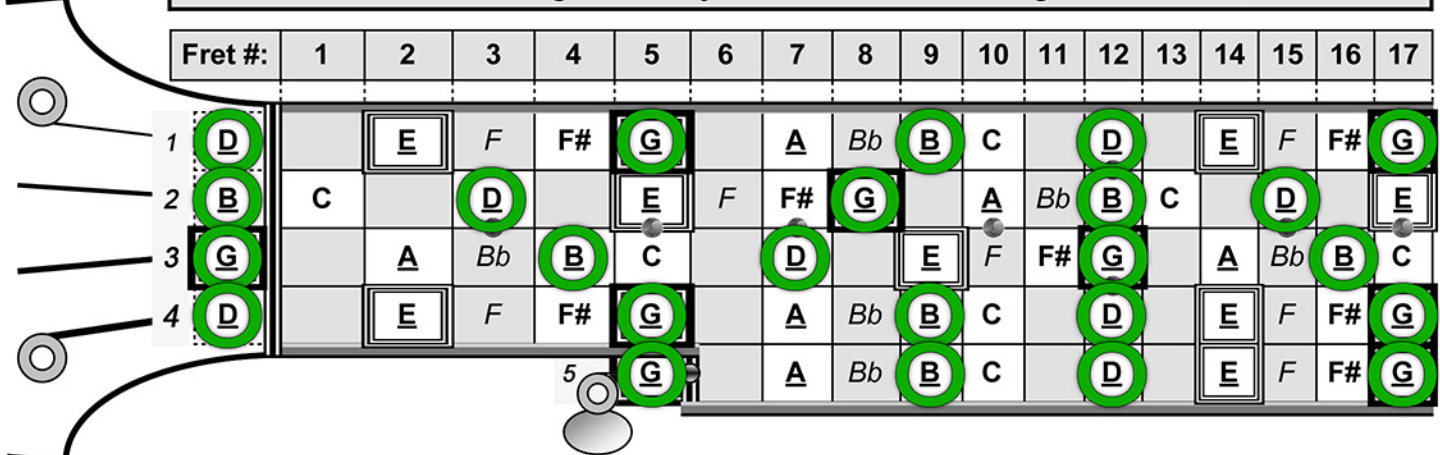 Fret #: 1 2 3 4 5 6 7 8 9 10 11 12 13 14 15 16 17
1 D E F F# G A Bb B C D E F F# G
2 B C D E F F# G A Bb B C D E
3 G A Bb B C D E F F# G A Bb B C
4 D E F F# G A Bb B C D E F F# G
5 G A Bb B C D E F F# G